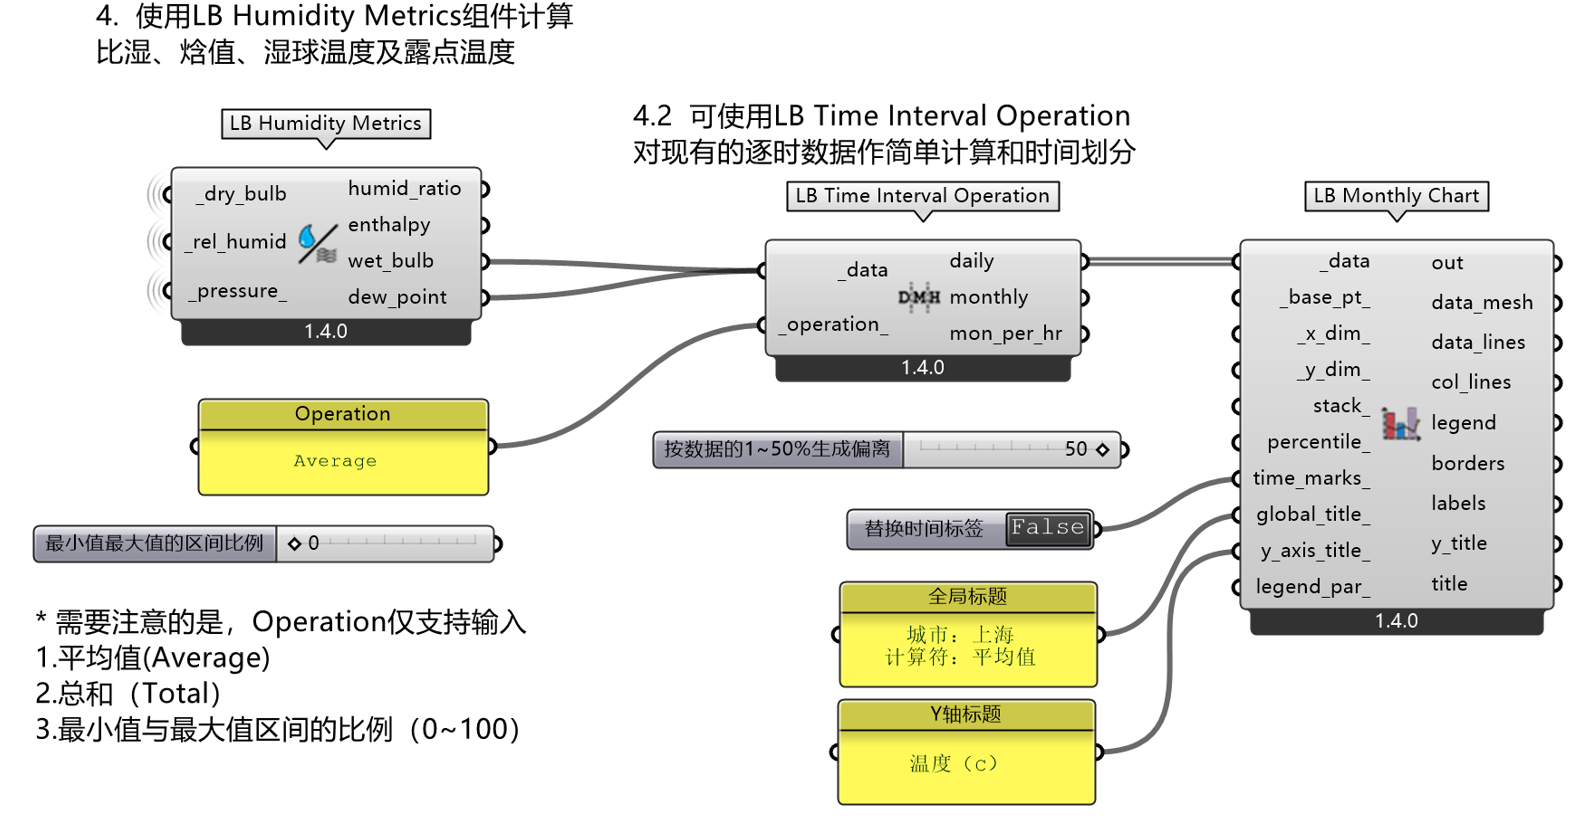 4.  使用LB Humidity Metrics组件计算
比湿、焓值、湿球温度及露点温度
LB Humidity Metrics
_dry_bulb
_rel_humid
_pressure_
humid_ratio
enthalpy
wet_bulb
dew_point
1.4.0
Operation
Average
最小值最大值的区间比例
0
* 需要注意的是，Operation仅支持输入
1.平均值(Average)
2.总和（Total）
3.最小值与最大值区间的比例（0~100）
4.2  可使用LB Time Interval Operation
对现有的逐时数据作简单计算和时间划分
LB Time Interval Operation
_data
_operation_
DMH
daily
monthly
mon_per_hr
1.4.0
按数据的1~50%生成偏离
50
替换时间标签
False
全局标题
城市：上海
计算符：平均值
Y轴标题
温度（c）
LB Monthly Chart
_data
_base_pt_
_x_dim_
_y_dim_
stack_
percentile_
time_marks_
global_title_
y_axis_title_
legend_par_
out
data_mesh
data_lines
col_lines
legend
borders
labels
y_title
title
1.4.0